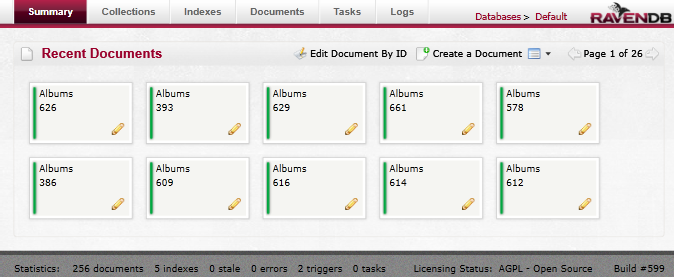 Summary Collections Indexes Documents Tasks Logs Databases > Default RAVENDB
Recent Documents Edit Document By ID Create a Document Page 1 of 26
Albums Albums Albums Albums Albums
626 393 629 661 578
Albums Albums Albums Albums Albums
386 609 616 614 612
Statistics: 256 documents 5 indexes 0 stale 0 errors 2 triggers 0 tasks Licensing Status: AGPL - Open Source Build #599